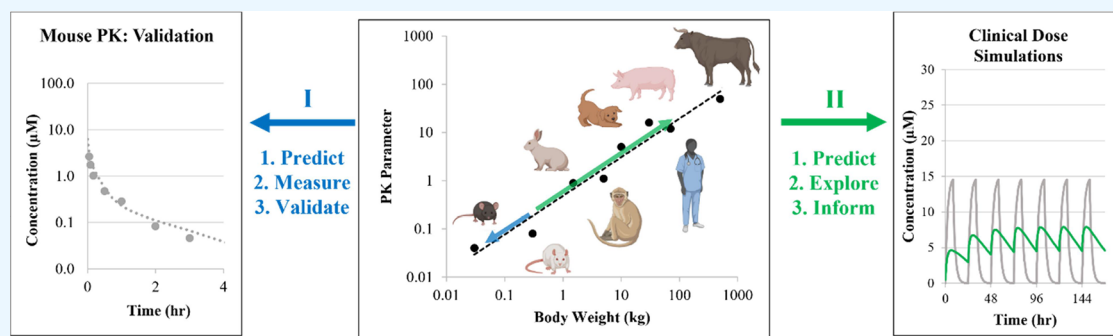 Mouse PK: Validation
Concentration (µM)
100.0
10.0
1.0
0.1
0.0
0
2
4
Time (hr)
I
1. Predict
2. Measure
3. Validate
PK Parameter
1000
100
10
1
0.1
0.01
0.01
0.1
1
10
100
1000
Body Weight (kg)
II
1. Predict
2. Explore
3. Inform
Clinical Dose
Simulations
Concentration (µM)
30
25
20
15
10
5
0
0
48
96
144
Time (hr)